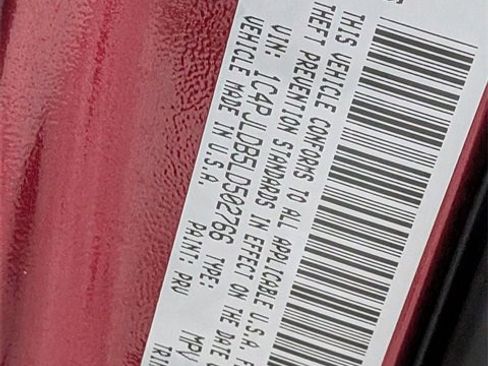 THIS VEHICLE CONFORMS TO ALL APPLICABLE U.S.A. F
THEFT PREVENTION STANDARDS IN EFFECT ON THE DATE
VIN: 1C4PJLDB5LD502766 TYPE: MPV
VEHICLE MADE IN U.S.A. PAINT: PRV TRI